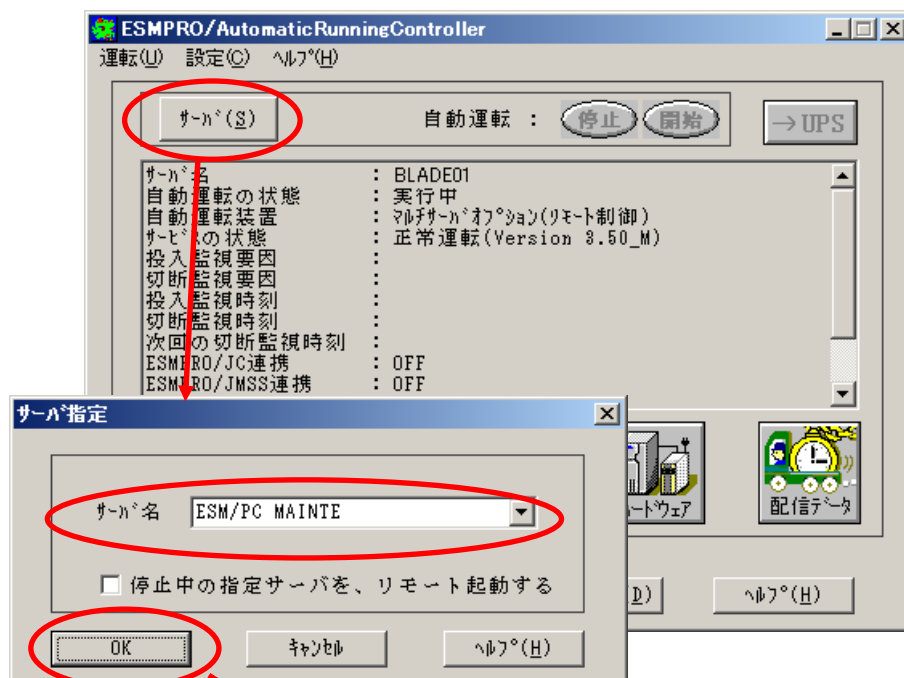 ESMPRO/AutomaticRunningController
運転(U) 設定(C) ﾍﾙﾌﾟ(H)
ｻｰﾊﾞ(S) 自動運転 : 停止 開始 →UPS
ｻｰﾊﾞ名 : BLADE01
自動運転の状態 : 実行中
自動運転装置 : ﾏﾙﾁｻｰﾊﾞｵﾌﾟｼｮﾝ(ﾘﾓｰﾄ制御)
ｻｰﾋﾞｽの状態 : 正常運転(Version 3.50_M)
投入監視要因 :
切断監視要因 :
投入監視時刻 :
切断監視時刻 :
次回の切断監視時刻 :
ESMPRO/JC連携 : OFF
ESMPRO/JMSS連携 : OFF
ｰﾄﾞｳｪｱ 配信ﾃﾞｰﾀ
D) ﾍﾙﾌﾟ(H)
ｻｰﾊﾞ指定
ｻｰﾊﾞ名 ESM/PC MAINTE
停止中の指定サーバを、リモート起動する
OK ｷｬﾝｾﾙ ﾍﾙﾌﾟ(H)